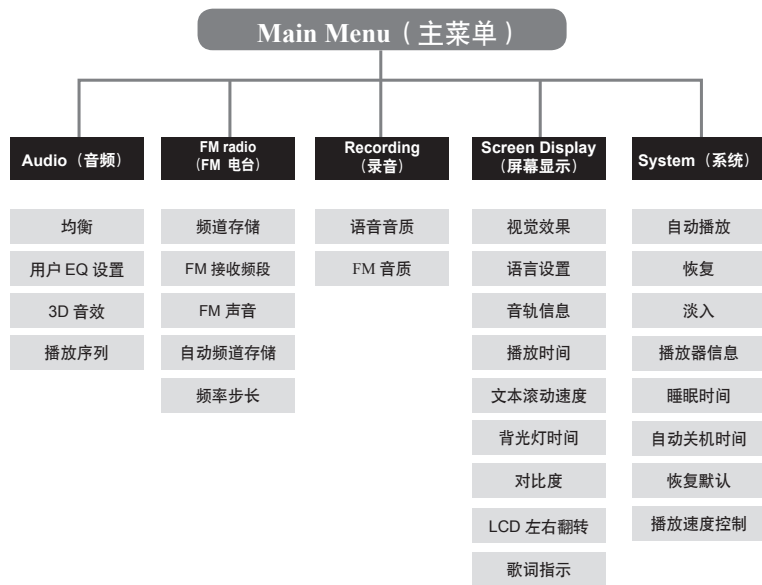 Main Menu（主菜单）
Audio（音频）
均衡
用户 EQ 设置
3D 音效
播放序列
FM radio
（FM 电台）
频道存储
FM 接收频段
FM 声音
自动频道存储
频率步长
Recording
（录音）
语音音质
FM 音质
Screen Display
（屏幕显示）
视觉效果
语言设置
音轨信息
播放时间
文本滚动速度
背光灯时间
对比度
LCD 左右翻转
歌词指示
System（系统）
自动播放
恢复
淡入
播放器信息
睡眠时间
自动关机时间
恢复默认
播放速度控制